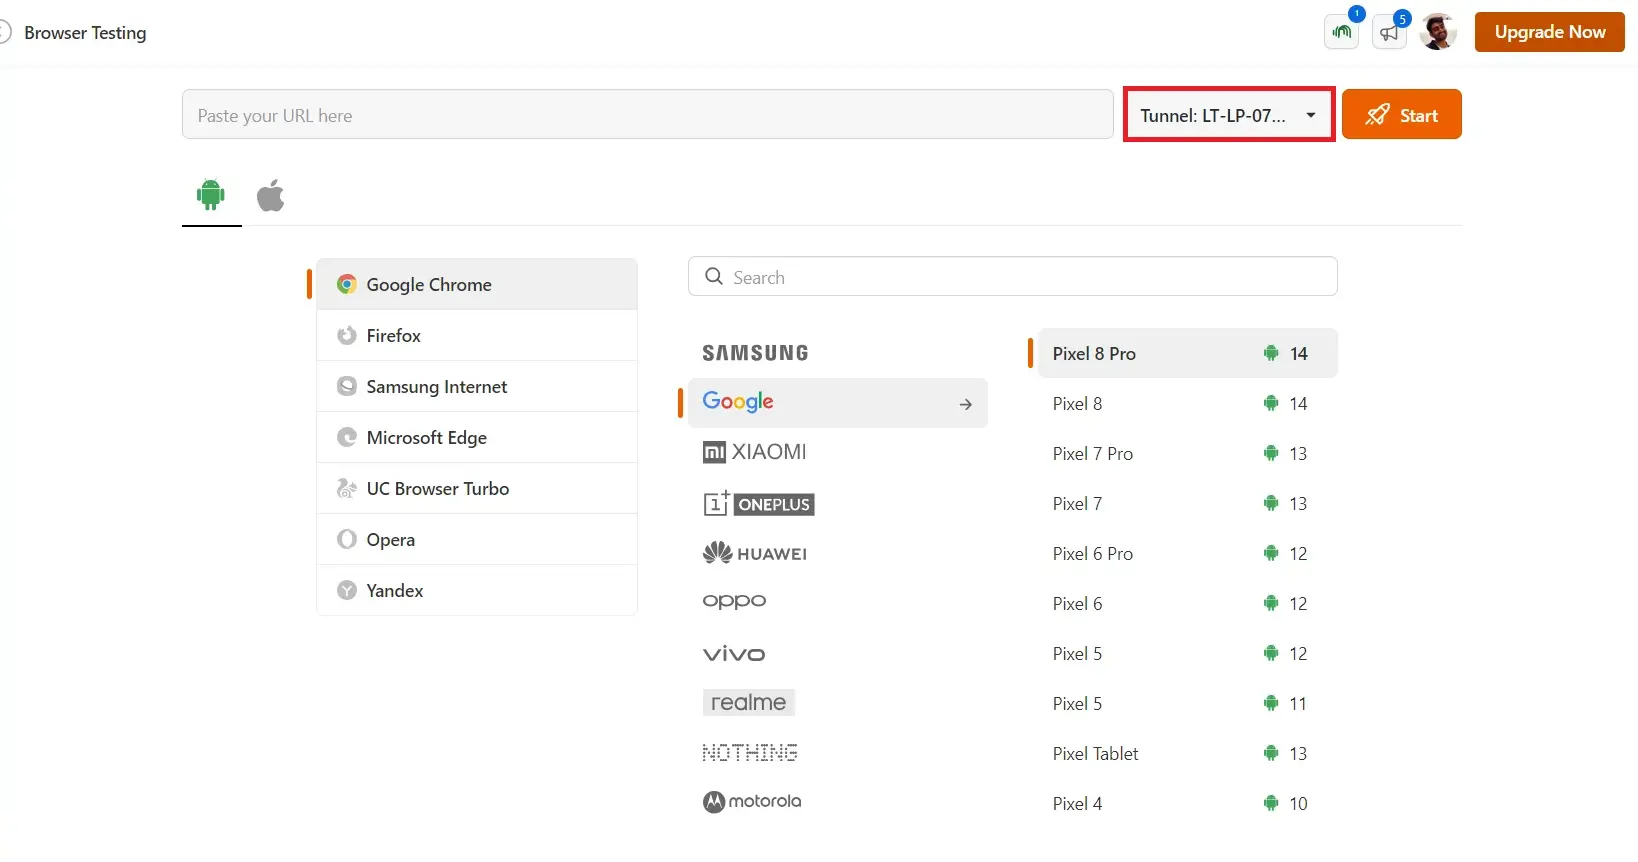 Browser Testing
1
5
Upgrade Now
Paste your URL here
Tunnel: LT-LP-07...
Start
Google Chrome
Firefox
Samsung Internet
Microsoft Edge
UC Browser Turbo
Opera
Yandex
Search
SAMSUNG
Google
XIAOMI
ONEPLUS
HUAWEI
oppo
vivo
realme
NOTHING
motorola
Pixel 8 Pro 14
Pixel 8 14
Pixel 7 Pro 13
Pixel 7 13
Pixel 6 Pro 12
Pixel 6 12
Pixel 5 12
Pixel 5 11
Pixel Tablet 13
Pixel 4 10